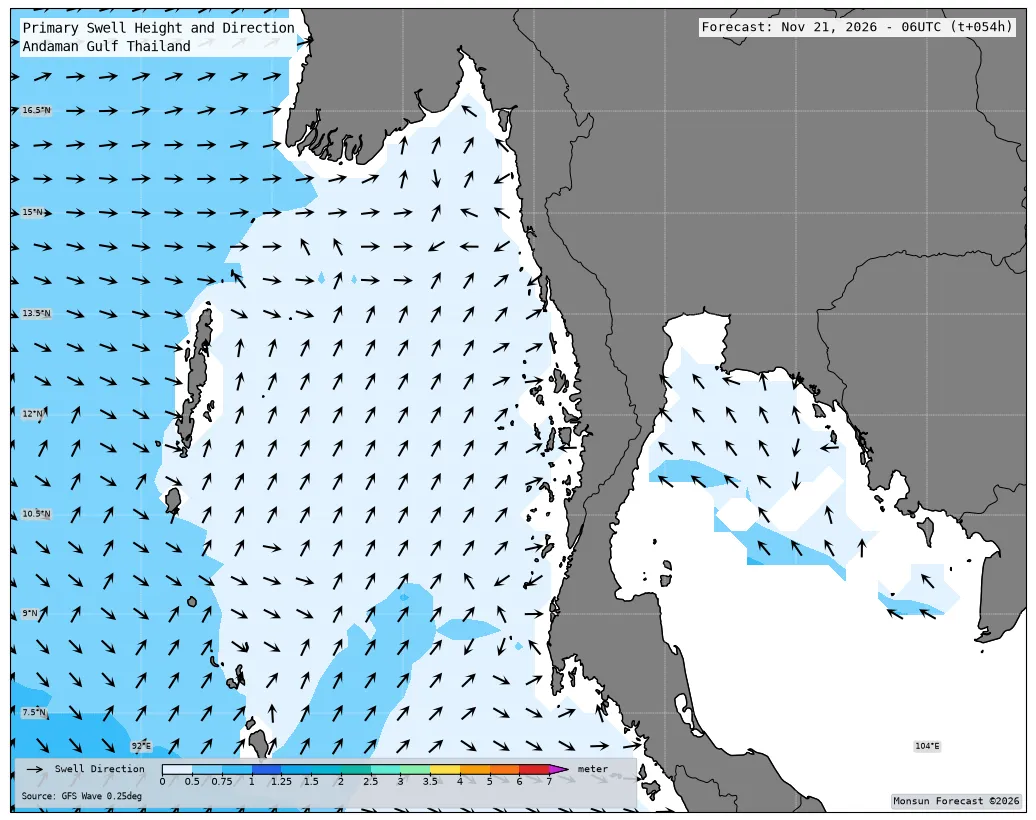 Primary Swell Height and Direction
Andaman Gulf Thailand
Forecast: Nov 21, 2026 - 06UTC (t+054h)
16.5°N
15°N
13.5°N
12°N
10.5°N
9°N
7.5°N
92°E
104°E
Swell Direction
0 0.5 0.75 1 1.25 1.5 2 2.5 3 3.5 4 5 6 7
meter
Source: GFS Wave 0.25deg
Monsun Forecast ©2026